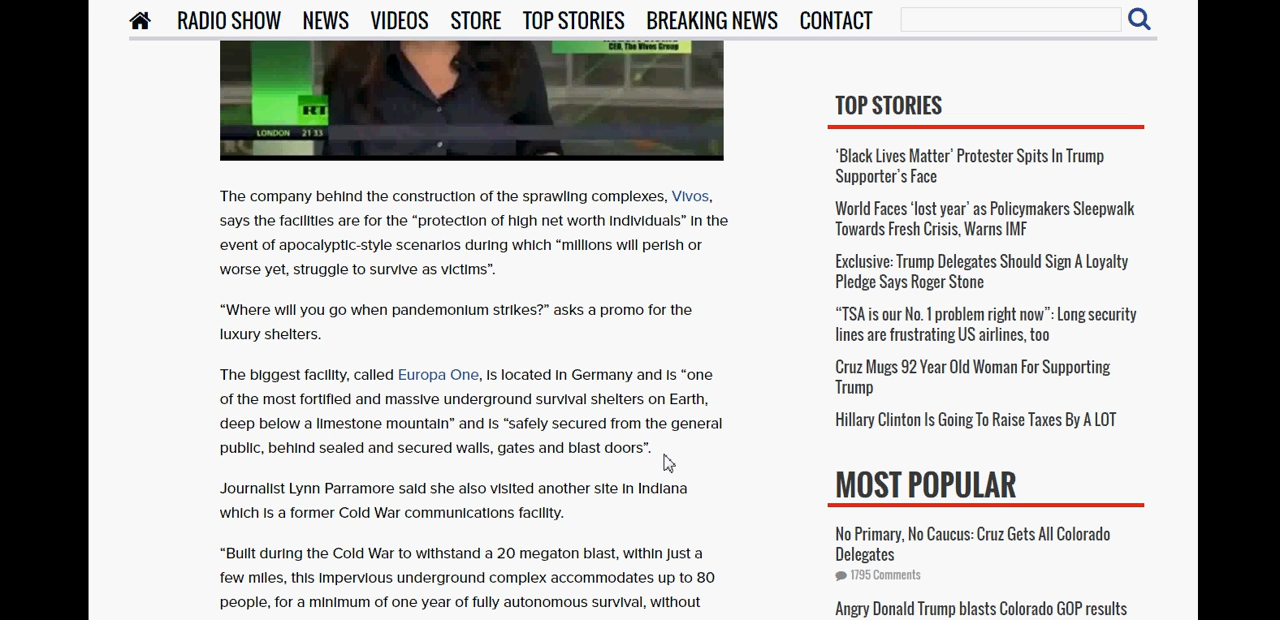 RADIO SHOW NEWS VIDEOS STORE TOP STORIES BREAKING NEWS CONTACT
CEO, The Vivos Group
RT
LONDON 21 33
The company behind the construction of the sprawling complexes, Vivos,
says the facilities are for the “protection of high net worth individuals” in the
event of apocalyptic-style scenarios during which “millions will perish or
worse yet, struggle to survive as victims”.
“Where will you go when pandemonium strikes?” asks a promo for the
luxury shelters.
The biggest facility, called Europa One, is located in Germany and is “one
of the most fortified and massive underground survival shelters on Earth,
deep below a limestone mountain” and is “safely secured from the general
public, behind sealed and secured walls, gates and blast doors”.
Journalist Lynn Parramore said she also visited another site in Indiana
which is a former Cold War communications facility.
“Built during the Cold War to withstand a 20 megaton blast, within just a
few miles, this impervious underground complex accommodates up to 80
people, for a minimum of one year of fully autonomous survival, without
TOP STORIES
‘Black Lives Matter’ Protester Spits In Trump
Supporter’s Face
World Faces ‘lost year’ as Policymakers Sleepwalk
Towards Fresh Crisis, Warns IMF
Exclusive: Trump Delegates Should Sign A Loyalty
Pledge Says Roger Stone
“TSA is our No. 1 problem right now”: Long security
lines are frustrating US airlines, too
Cruz Mugs 92 Year Old Woman For Supporting
Trump
Hillary Clinton Is Going To Raise Taxes By A LOT
MOST POPULAR
No Primary, No Caucus: Cruz Gets All Colorado
Delegates
1795 Comments
Angry Donald Trump blasts Colorado GOP results